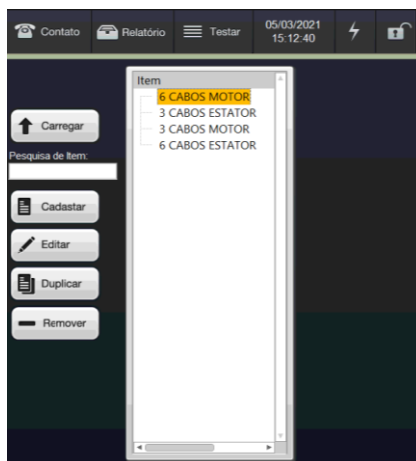 Contato
Relatório
Testar
05/03/2021
15:12:40
Item
6 CABOS MOTOR
3 CABOS ESTATOR
3 CABOS MOTOR
6 CABOS ESTATOR
Carregar
Pesquisa de Item:
Cadastar
Editar
Duplicar
Remover